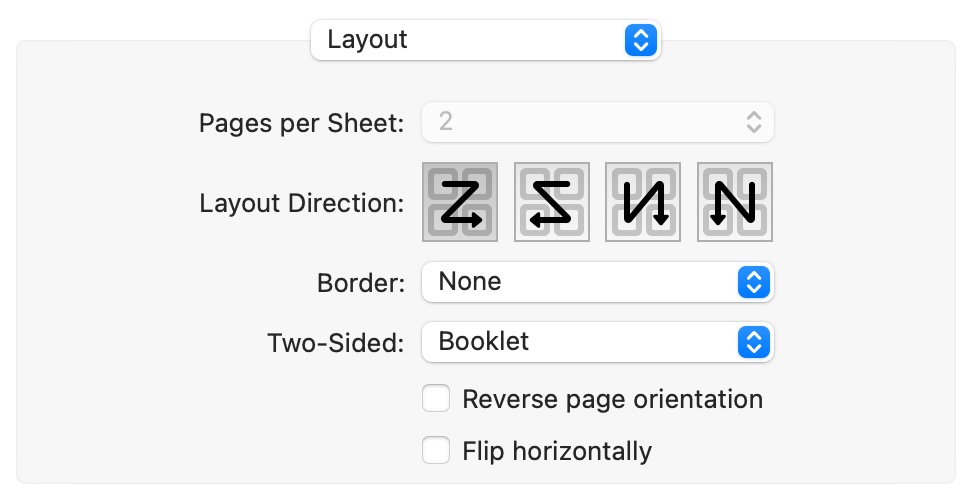 Layout
Pages per Sheet: 2
Layout Direction:
Border: None
Two-Sided: Booklet
Reverse page orientation
Flip horizontally